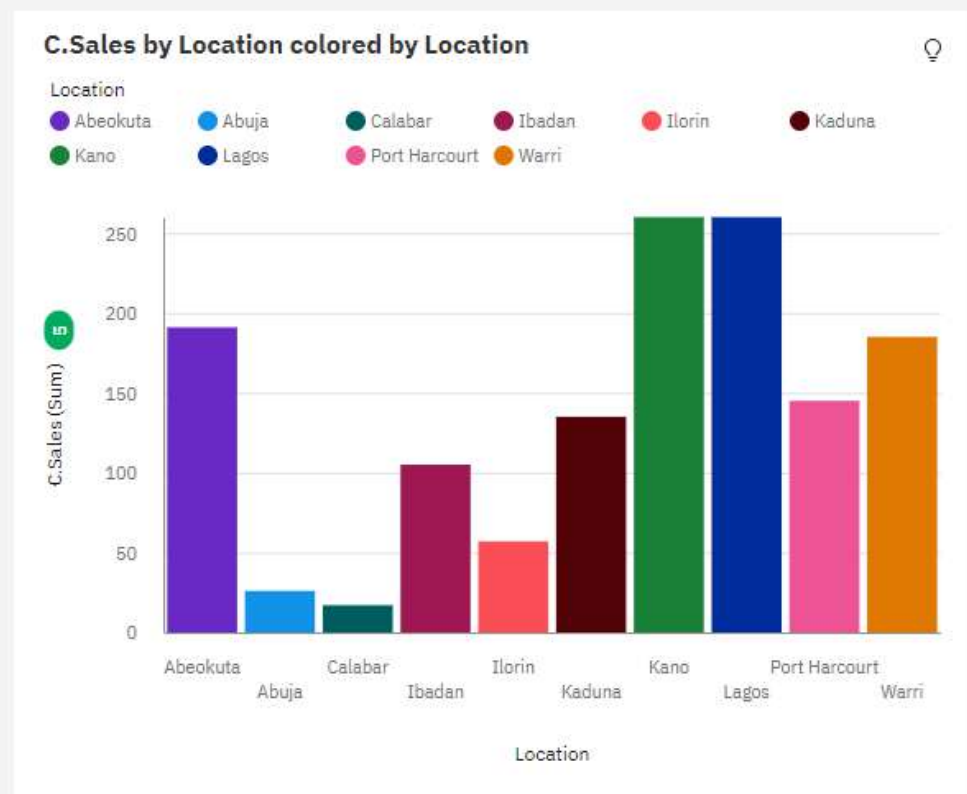 C.Sales by Location colored by Location
Location
Abeokuta Abuja Calabar Ibadan Ilorin Kaduna
Kano Lagos Port Harcourt Warri
250
200
150
100
50
0
5
C.Sales (Sum)
Abeokuta Calabar Ilorin Kano Port Harcourt
Abuja Ibadan Kaduna Lagos Warri
Location